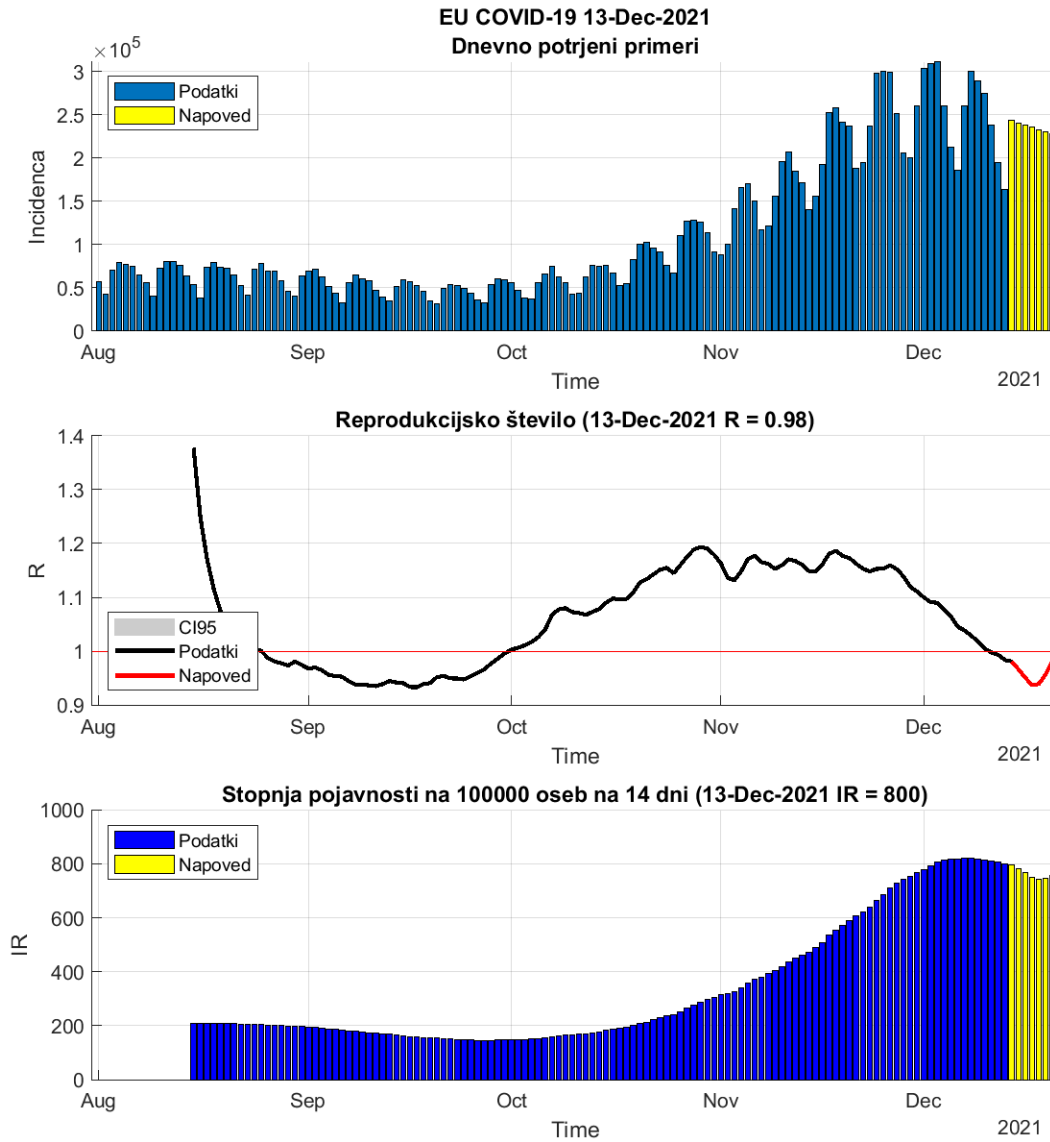 EU COVID-19 13-Dec-2021
Dnevno potrjeni primeri
×10⁵
3
2.5
2
1.5
1
0.5
0
Incidenca
Podatki
Napoved
Aug Sep Oct Nov Dec
Time
2021
Reprodukcijsko število (13-Dec-2021 R = 0.98)
1.4
1.3
1.2
1.1
1
0.9
R
CI95
Podatki
Napoved
Aug Sep Oct Nov Dec
Time
2021
Stopnja pojavnosti na 100000 oseb na 14 dni (13-Dec-2021 IR = 800)
1000
800
600
400
200
0
IR
Podatki
Napoved
Aug Sep Oct Nov Dec
Time
2021